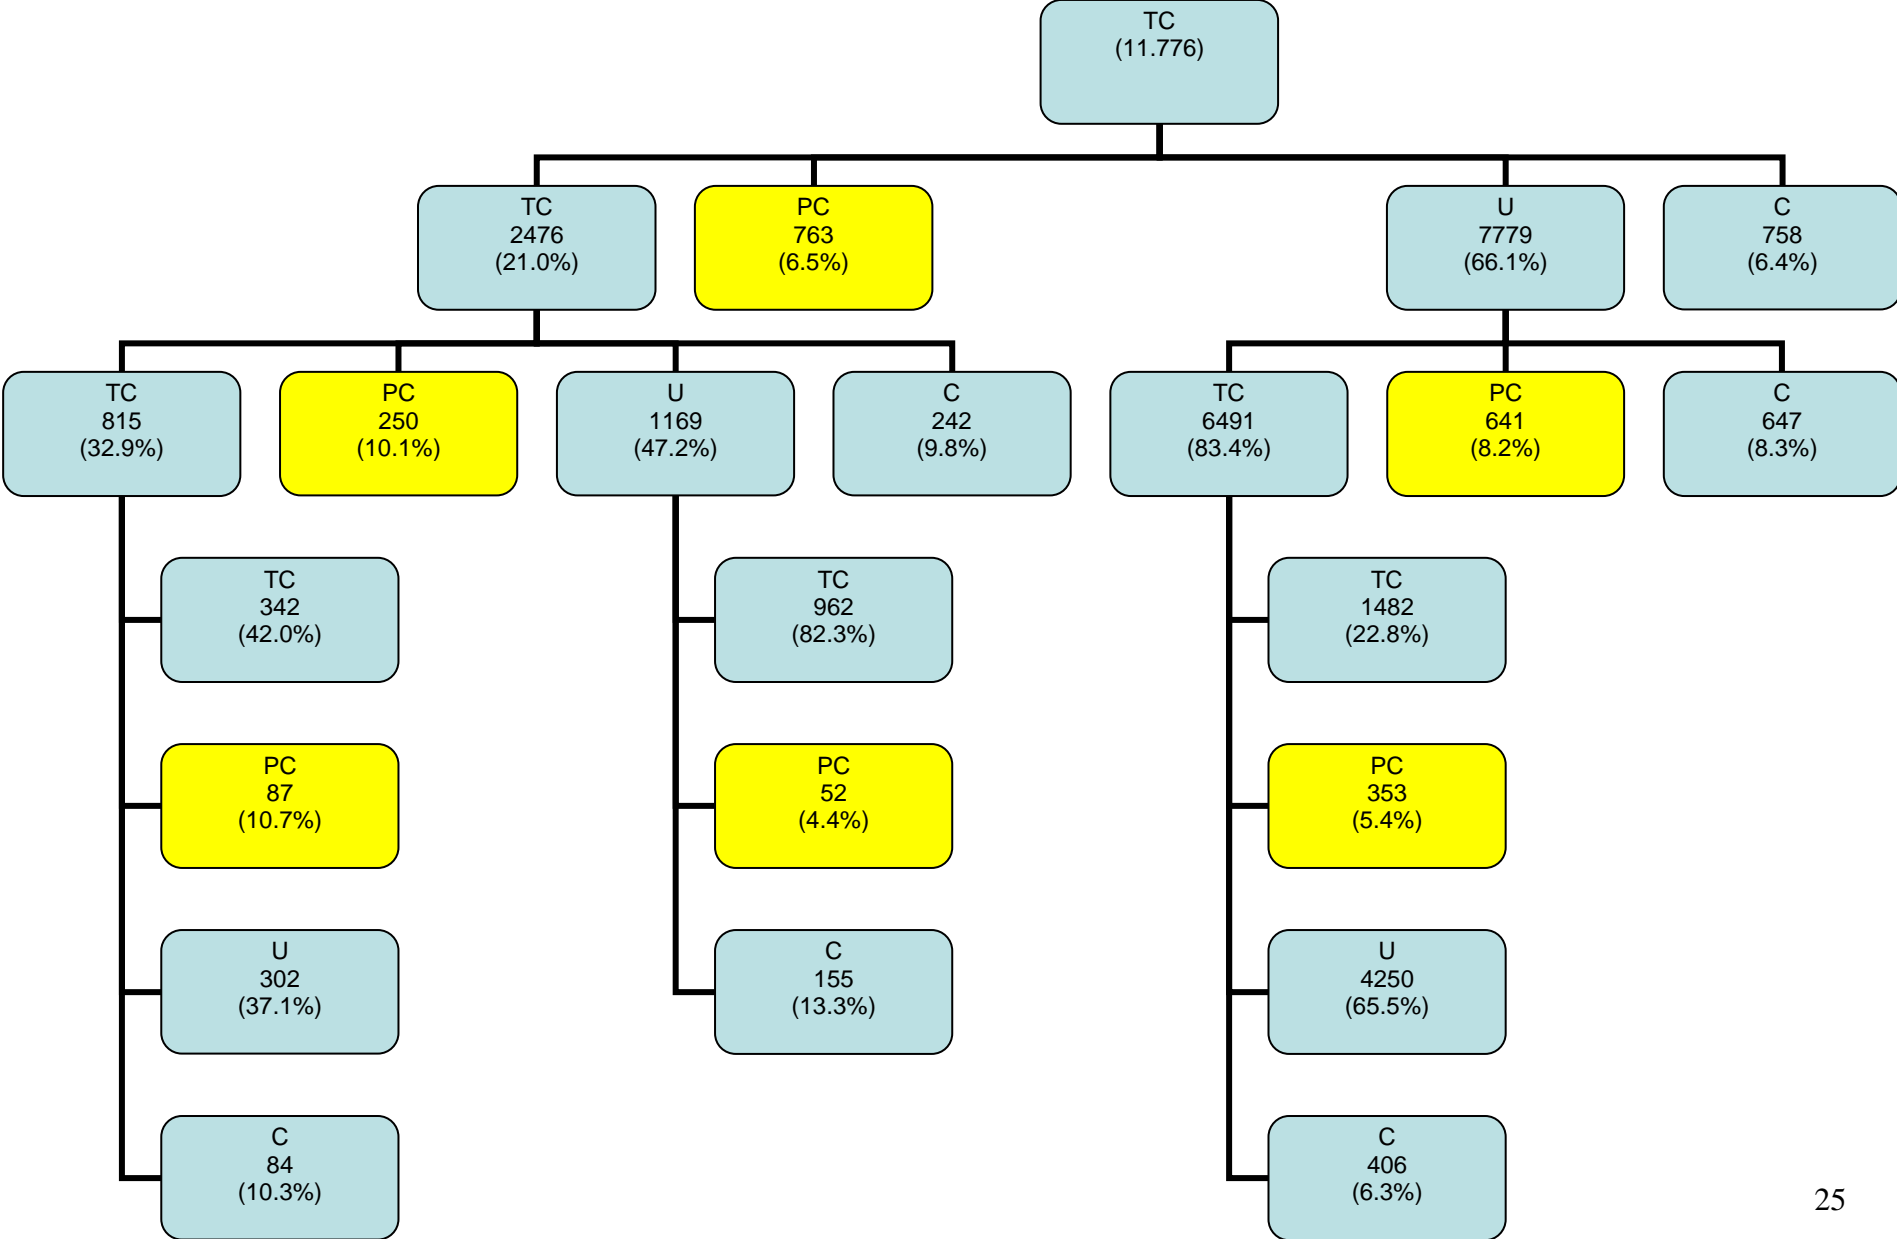 TC
(11.776)
TC
2476
(21.0%)
PC
763
(6.5%)
U
7779
(66.1%)
C
758
(6.4%)
TC
815
(32.9%)
PC
250
(10.1%)
U
1169
(47.2%)
C
242
(9.8%)
TC
6491
(83.4%)
PC
641
(8.2%)
C
647
(8.3%)
TC
342
(42.0%)
TC
962
(82.3%)
TC
1482
(22.8%)
PC
87
(10.7%)
PC
52
(4.4%)
PC
353
(5.4%)
U
302
(37.1%)
C
155
(13.3%)
U
4250
(65.5%)
C
84
(10.3%)
C
406
(6.3%)
25